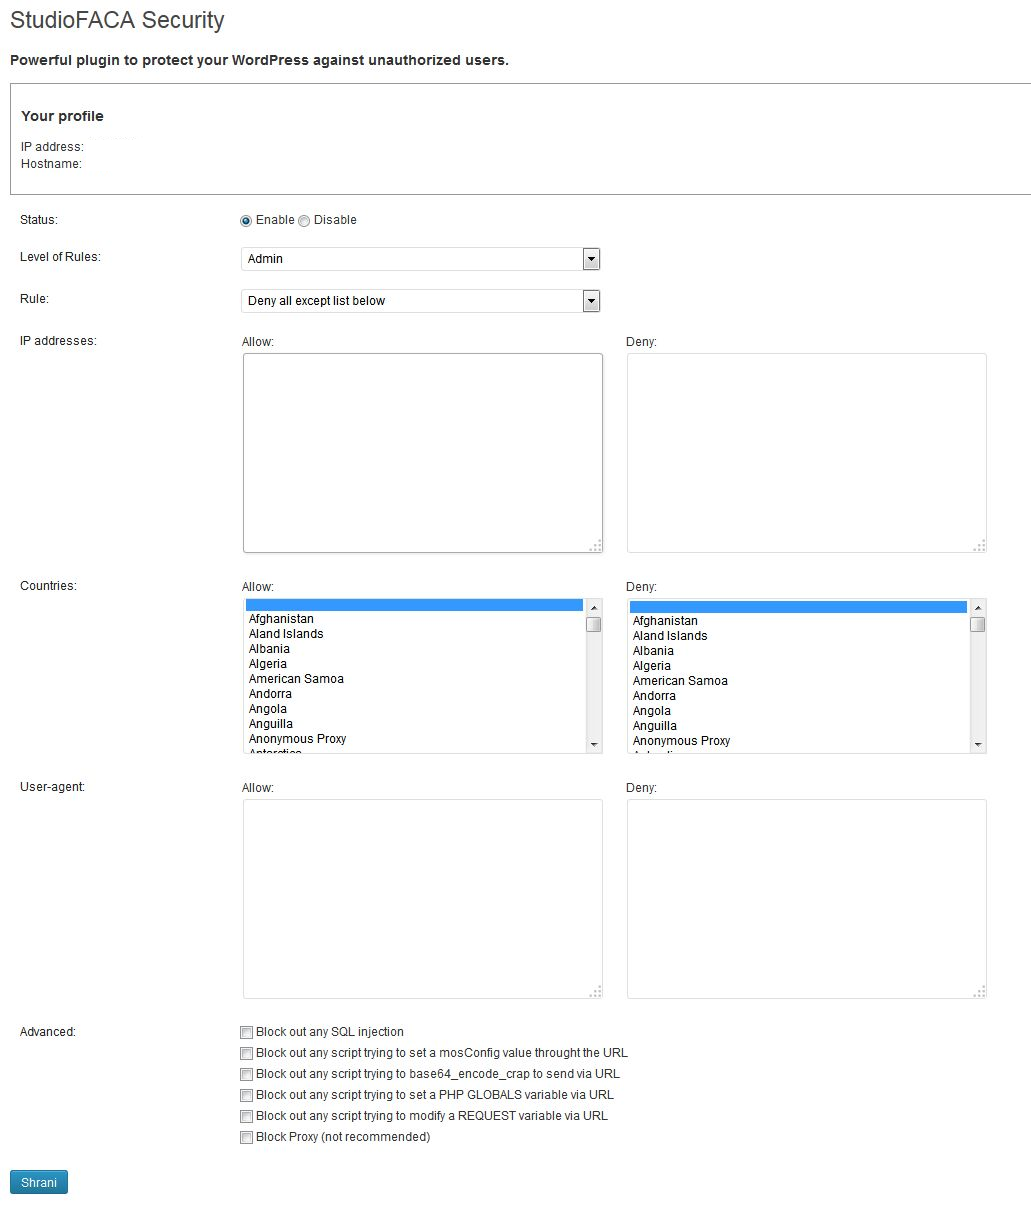 StudioFACA Security
Powerful plugin to protect your WordPress against unauthorized users.
Your profile
IP address:
Hostname:
Status: Enable Disable
Level of Rules: Admin
Rule: Deny all except list below
IP addresses: Allow: Deny:
Countries: Allow: Deny:
Afghanistan Afghanistan
Aland Islands Aland Islands
Albania Albania
Algeria Algeria
American Samoa American Samoa
Andorra Andorra
Angola Angola
Anguilla Anguilla
Anonymous Proxy Anonymous Proxy
Antarctica
User-agent: Allow: Deny:
Advanced: Block out any SQL injection
Block out any script trying to set a mosConfig value throught the URL
Block out any script trying to base64_encode_crap to send via URL
Block out any script trying to set a PHP GLOBALS variable via URL
Block out any script trying to modify a REQUEST variable via URL
Block Proxy (not recommended)
Shrani